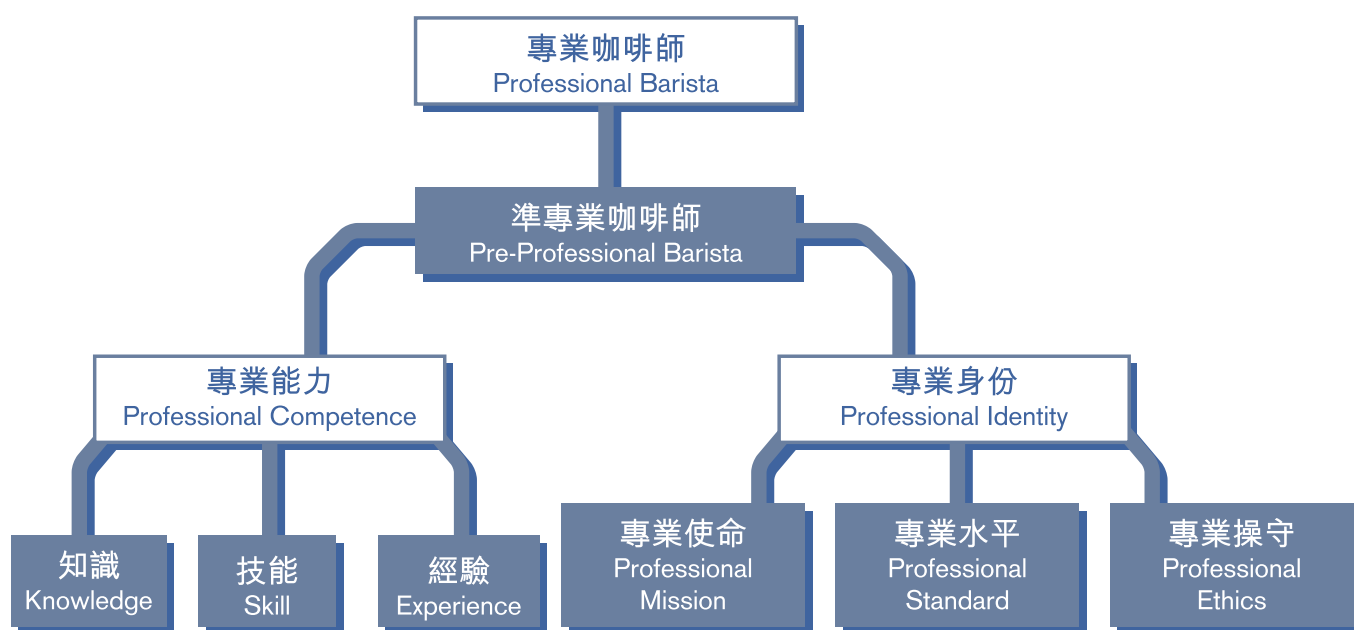 專業咖啡師
Professional Barista
準專業咖啡師
Pre-Professional Barista
專業能力
Professional Competence
專業身份
Professional Identity
知識
Knowledge
技能
Skill
經驗
Experience
專業使命
Professional
Mission
專業水平
Professional
Standard
專業操守
Professional
Ethics